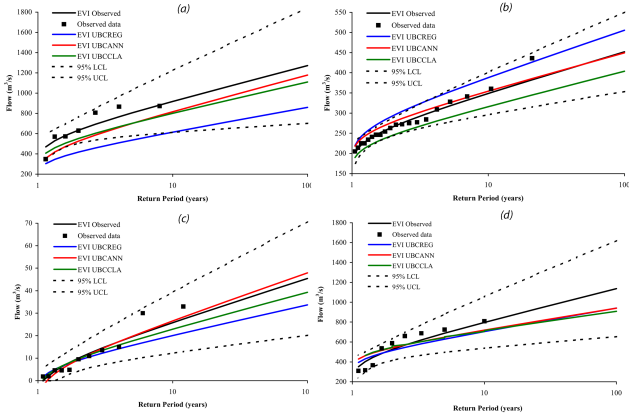 (a)
EVI Observed
Observed data
EVI UBCREG
EVI UBCANN
EVI UBCCLA
95% LCL
95% UCL
Flow (m³/s)
1800
1600
1400
1200
1000
800
600
400
200
1
10
100
Return Period (years)
(b)
EVI Observed
Observed data
EVI UBCREG
EVI UBCANN
EVI UBCCLA
95% LCL
95% UCL
Flow (m³/s)
550
500
450
400
350
300
250
200
150
1
10
100
Return Period (years)
(c)
EVI Observed
Observed data
EVI UBCREG
EVI UBCANN
EVI UBCCLA
95% LCL
95% UCL
Flow (m³/s)
70
60
50
40
30
20
10
0
1
10
100
Return Period (years)
(d)
EVI Observed
Observed data
EVI UBCREG
EVI UBCANN
EVI UBCCLA
95% LCL
95% UCL
Flow (m³/s)
1800
1600
1400
1200
1000
800
600
400
200
1
10
100
Return Period (years)